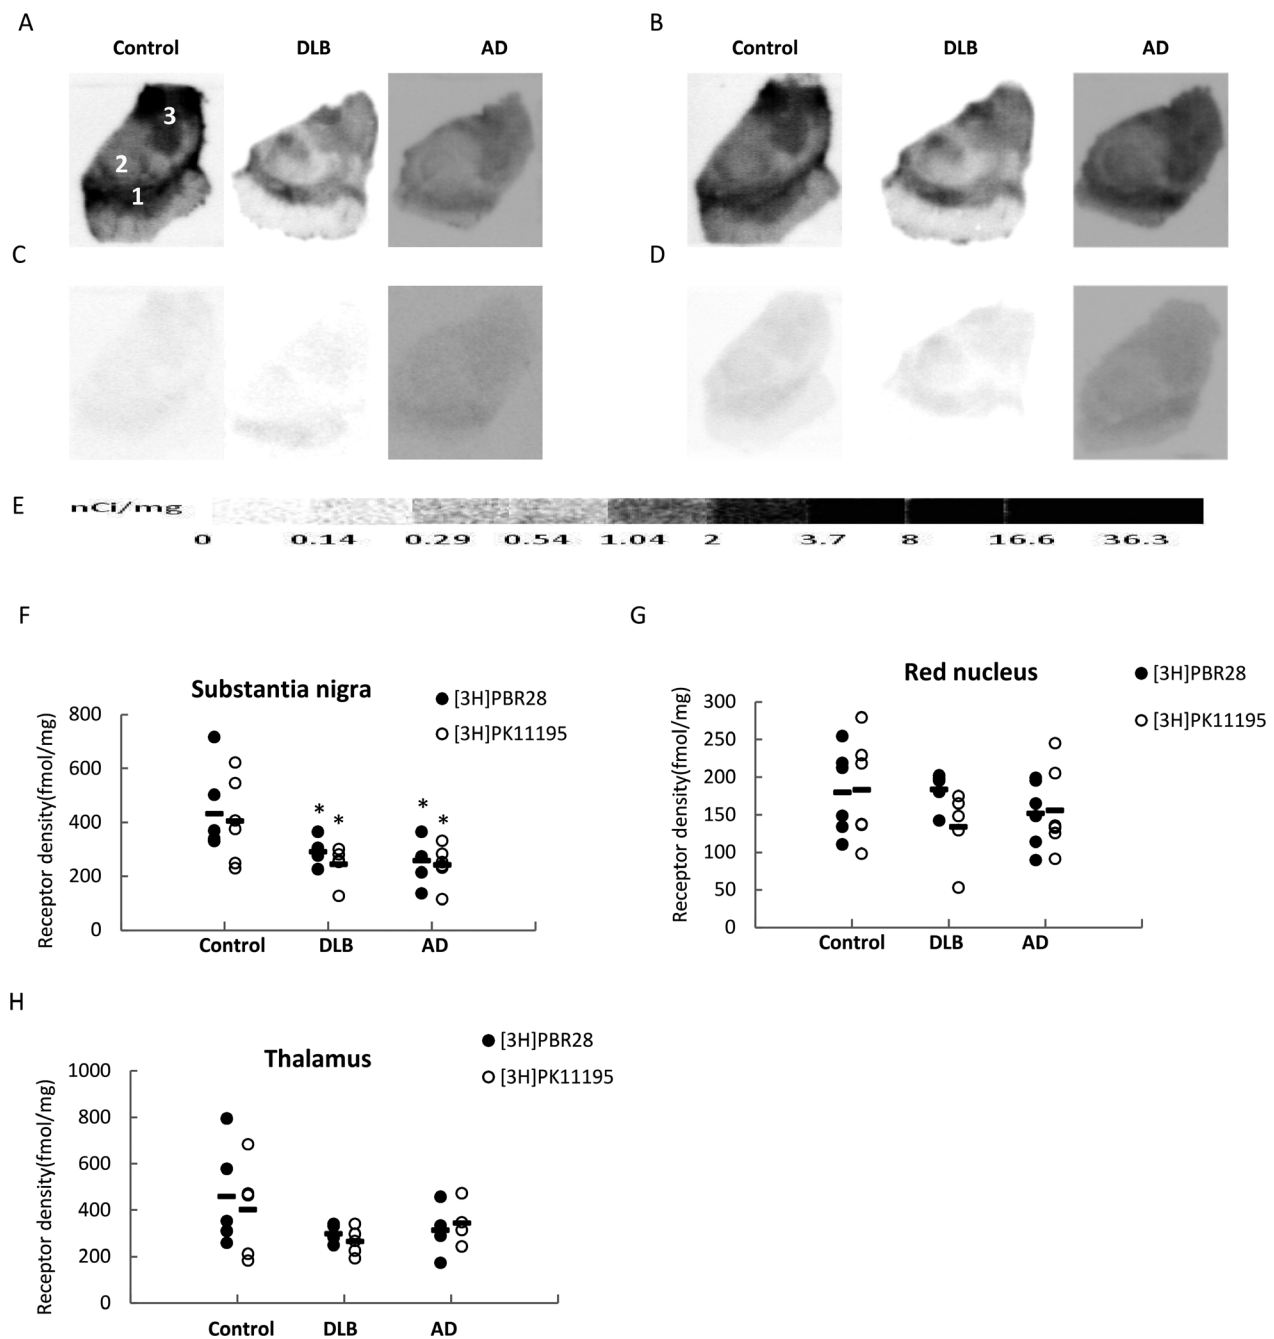 A
B
Control DLB AD
Control DLB AD
3
2
1
C
D
E
nCi/mg
0 0.14 0.29 0.54 1.04 2 3.7 8 16.6 36.3
F
G
Substantia nigra
[3H]PBR28
[3H]PK11195
Receptor density(fmol/mg)
800
600
400
200
0
* * * *
Control DLB AD
Red nucleus
[3H]PBR28
[3H]PK11195
Receptor density(fmol/mg)
300
250
200
150
100
50
0
Control DLB AD
H
Thalamus
[3H]PBR28
[3H]PK11195
Receptor density(fmol/mg)
1000
800
600
400
200
0
Control DLB AD